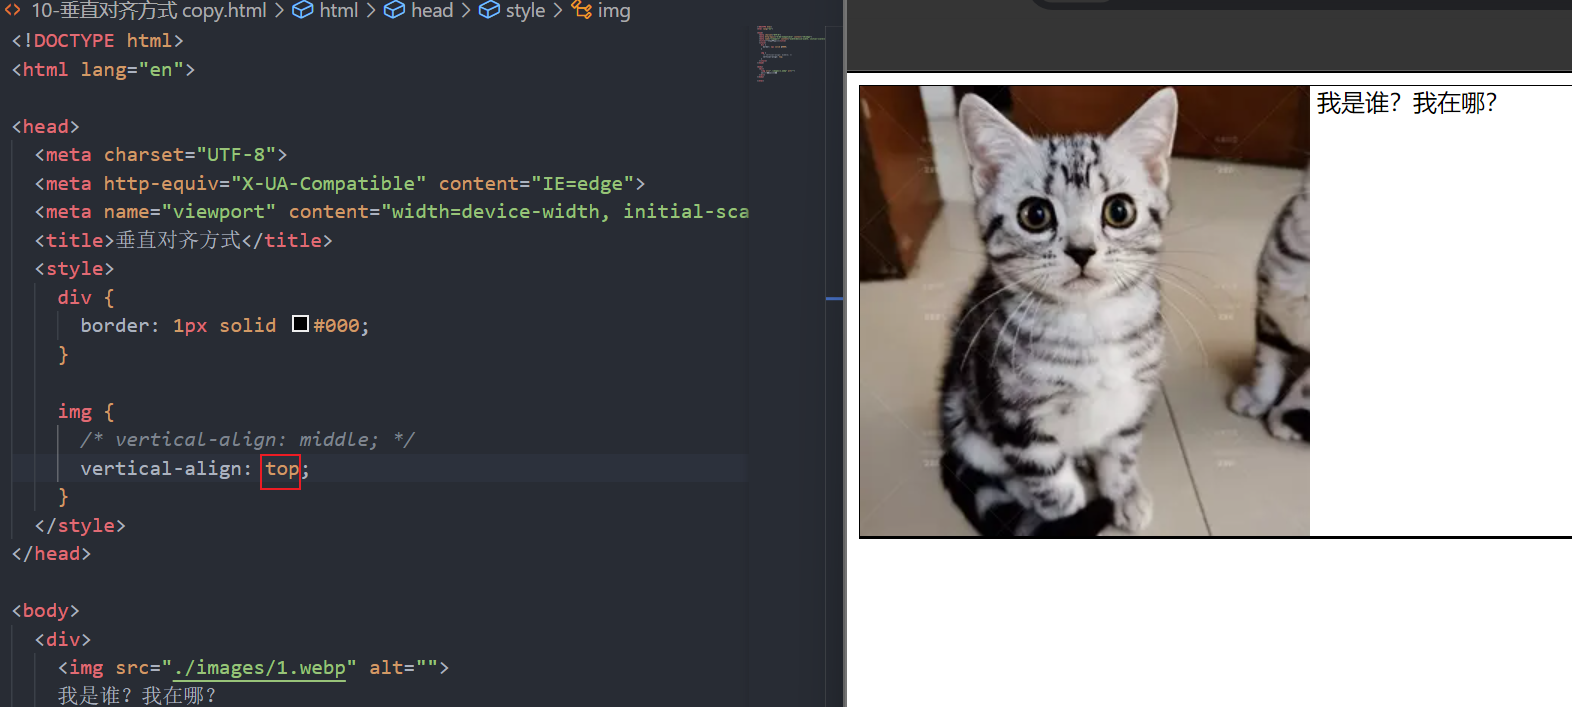 10-垂直对齐方式 copy.html > html > head > style > img
<!DOCTYPE html>
<html lang="en">
<head>
<meta charset="UTF-8">
<meta http-equiv="X-UA-Compatible" content="IE=edge">
<meta name="viewport" content="width=device-width, initial-sca
<title>垂直对齐方式</title>
<style>
div {
border: 1px solid #000;
}
img {
/* vertical-align: middle; */
vertical-align: top;
}
</style>
</head>
<body>
<div>
<img src="./images/1.webp" alt="">
我是谁？我在哪？
我是谁？我在哪？